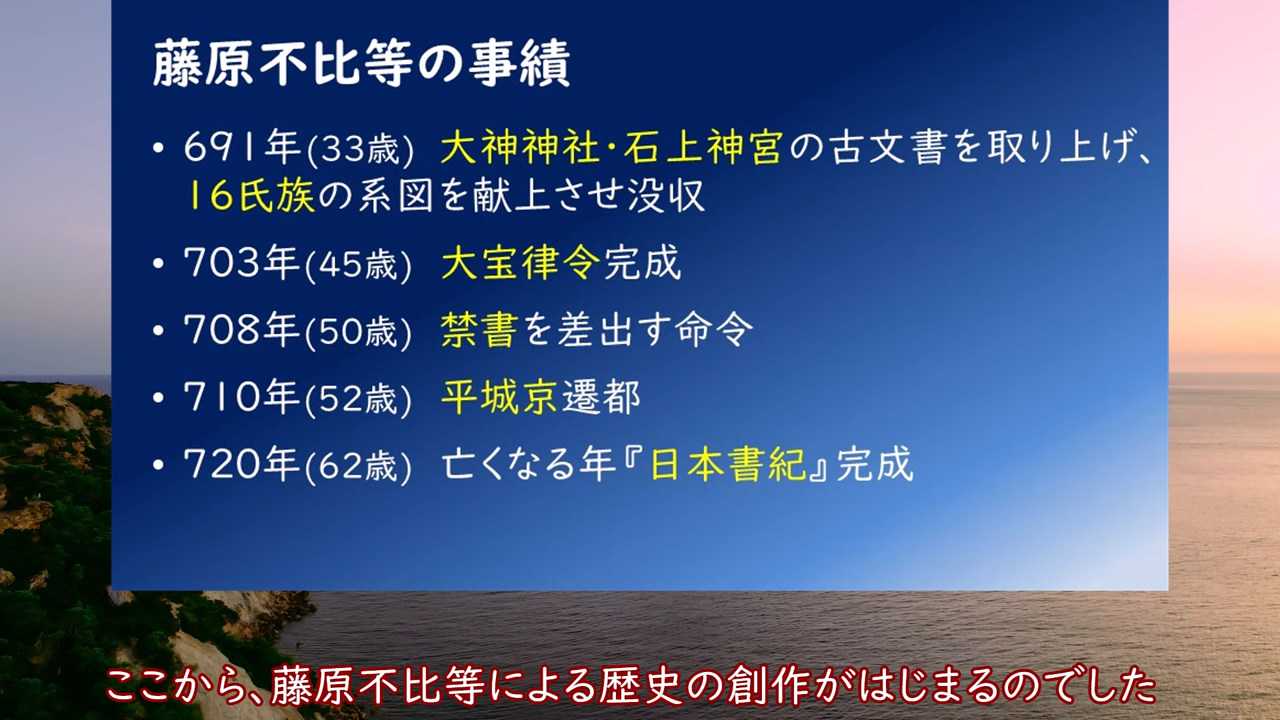 藤原不比等の事績
• 691年(33歳) 大神神社・石上神宮の古文書を取り上げ、
16氏族の系図を献上させ没収
• 703年(45歳) 大宝律令完成
• 708年(50歳) 禁書を差出す命令
• 710年(52歳) 平城京遷都
• 720年(62歳) 亡くなる年『日本書紀』完成
ここから、藤原不比等による歴史の創作がはじまるのでした